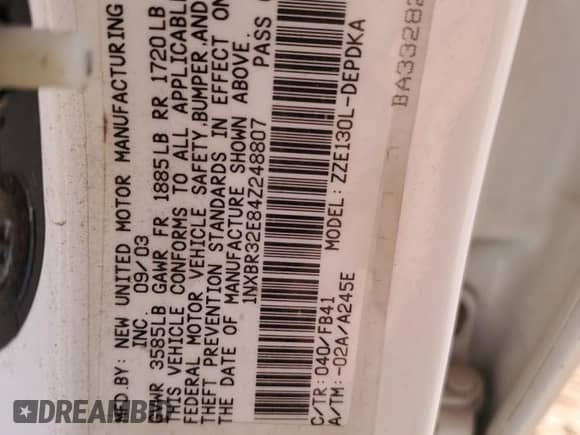 MFD.BY: NEW UNITED MOTOR MANUFACTURING
INC. 09/03
GVWR 3585LB GAWR FR 1885LB RR 1720LB
THIS VEHICLE CONFORMS TO ALL APPLICABLE
FEDERAL MOTOR VEHICLE SAFETY, BUMPER, AND
THEFT PREVENTION STANDARDS IN EFFECT ON
THE DATE OF MANUFACTURE SHOWN ABOVE.
1NXBR32E84Z248807 PASS
C/TR: 040/FB41 MODEL: ZZE130L-DEPDKA
A/TM: -02A/A245E
BA33282
DREAMBID